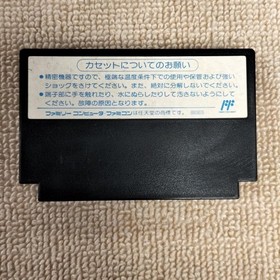 カセットについてのお願い
●精密機器ですので、極端な温度条件下での使用や保管および強い
ショックをさけてください。また、絶対に分解しないでください。
●端子部に手を触れたり、水にぬらしたりして汚さないようにして
下さい。故障の原因となります。
ファミリーコンピュータ ファミコンは任天堂の商標です。